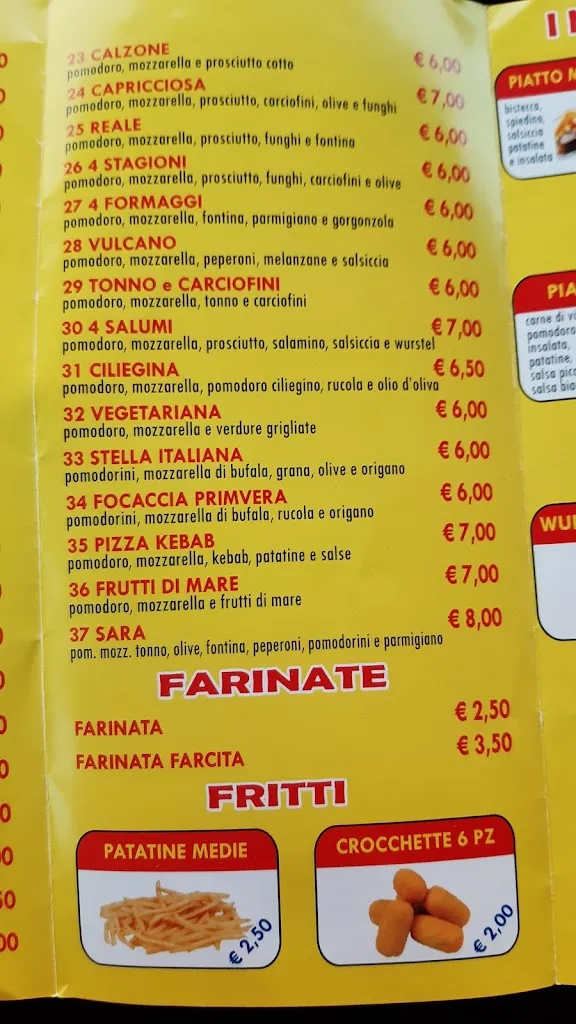 23 CALZONE € 6,00
pomodoro, mozzarella e prosciutto cotto
24 CAPRICCIOSA € 7,00
pomodoro, mozzarella, prosciutto, carciofini, olive e funghi
25 REALE € 6,00
pomodoro, mozzarella, prosciutto, funghi e fontina
26 4 STAGIONI € 6,00
pomodoro, mozzarella, prosciutto, funghi, carciofini e olive
27 4 FORMAGGI € 6,00
pomodoro, mozzarella, fontina, parmigiano e gorgonzola
28 VULCANO € 6,00
pomodoro, mozzarella, peperoni, melanzane e salsiccia
29 TONNO e CARCIOFINI € 6,00
pomodoro, mozzarella, tonno e carciofini
30 4 SALUMI € 7,00
pomodoro, mozzarella, prosciutto, salamino, salsiccia e wurstel
31 CILIEGINA € 6,50
pomodoro, mozzarella, pomodoro ciliegino, rucola e olio d'oliva
32 VEGETARIANA € 6,00
pomodoro, mozzarella e verdure grigliate
33 STELLA ITALIANA € 6,00
pomodorini, mozzarella di bufala, grana, olive e origano
34 FOCACCIA PRIMVERA € 6,00
pomodorini, mozzarella di bufala, rucola e origano
35 PIZZA KEBAB € 7,00
pomodoro, mozzarella, kebab, patatine e salse
36 FRUTTI DI MARE € 7,00
pomodoro, mozzarella e frutti di mare
37 SARA € 8,00
pom. mozz. tonno, olive, fontina, peperoni, pomodorini e parmigiano
FARINATE
FARINATA € 2,50
FARINATA FARCITA € 3,50
FRITTI
PATATINE MEDIE
€ 2,50
CROCCHETTE 6 PZ
€ 2,00
PIATTO
bistecca,
spiedino,
salsiccia
patatine
e insalata
carne di
pomodoro
insalata,
patatine,
salsa
salsa